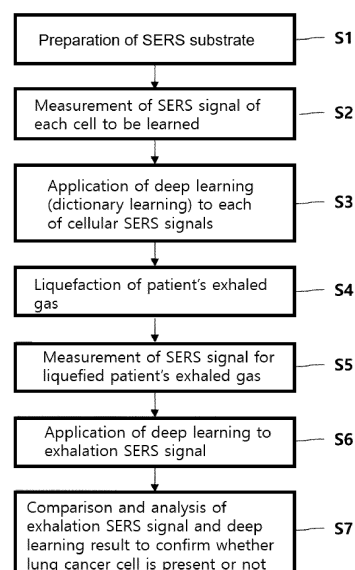 Preparation of SERS substrate
S1
Measurement of SERS signal of
each cell to be learned
S2
Application of deep learning
(dictionary learning) to each
of cellular SERS signals
S3
Liquefaction of patient's exhaled
gas
S4
Measurement of SERS signal for
liquefied patient's exhaled gas
S5
Application of deep learning to
exhalation SERS signal
S6
Comparison and analysis of
exhalation SERS signal and deep
learning result to confirm whether
lung cancer cell is present or not
S7